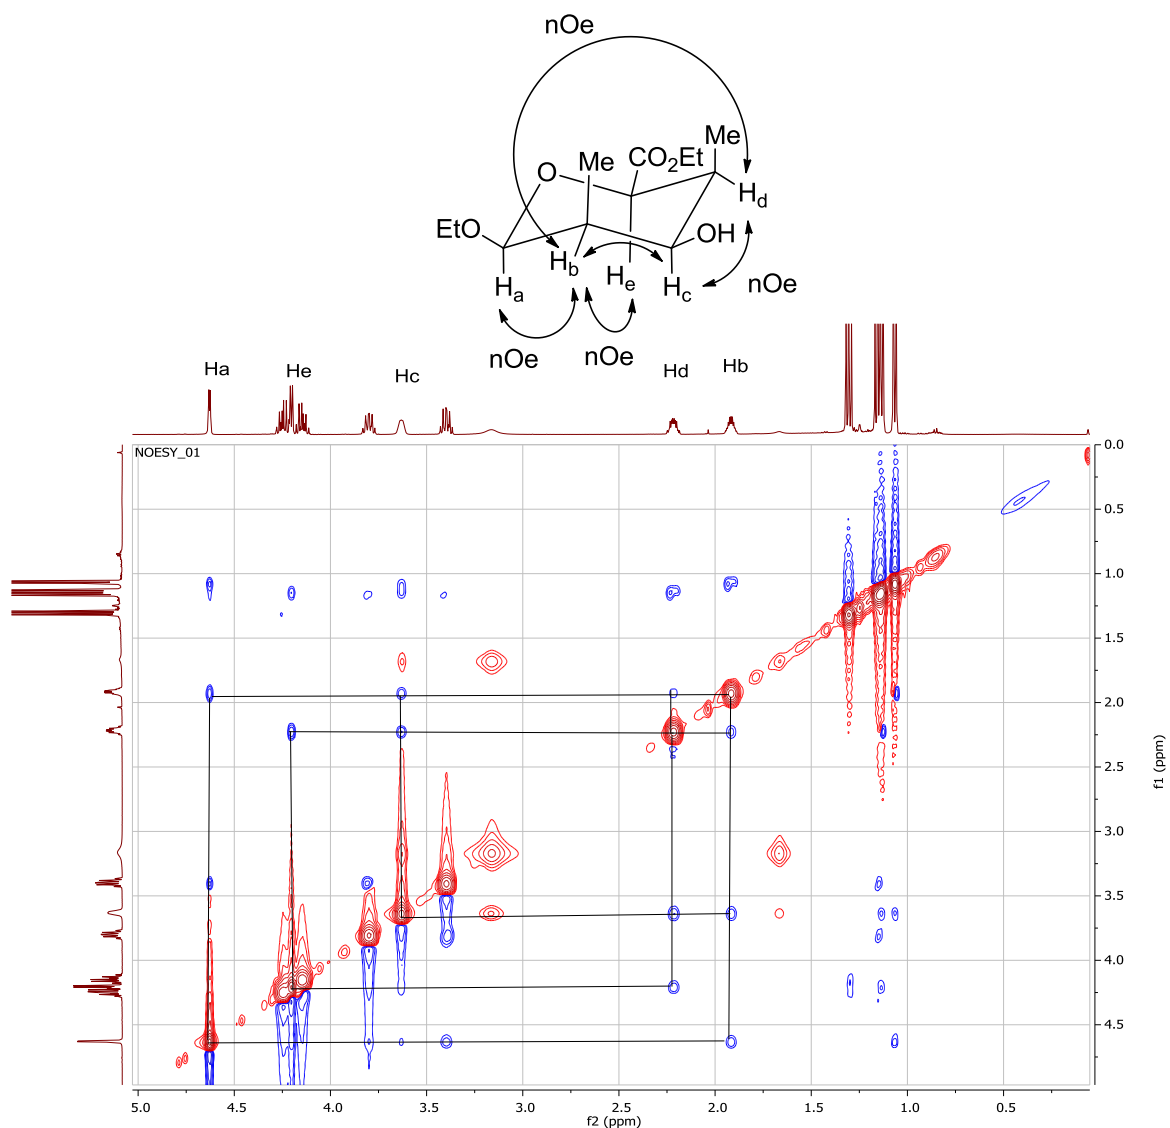 nOe
Me
Me
CO2Et
O
Hd
EtO
OH
Hb
He
Ha
Hc
nOe
nOe
nOe
Ha
He
Hc
Hd
Hb
NOESY_01
0.0
0.5
1.0
1.5
2.0
2.5
3.0
3.5
4.0
4.5
f1 (ppm)
5.0 4.5 4.0 3.5 3.0 2.5 2.0 1.5 1.0 0.5
f2 (ppm)